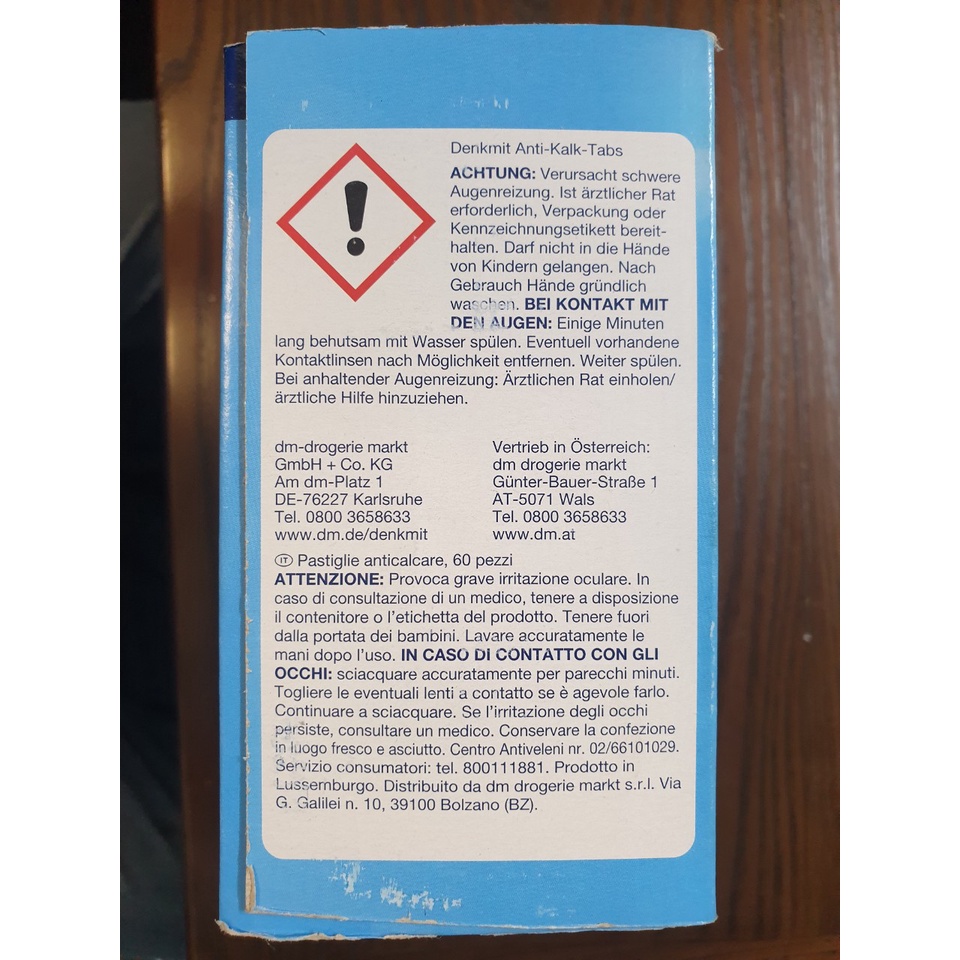 Denkmit Anti-Kalk-Tabs
ACHTUNG: Verursacht schwere
Augenreizung. Ist ärztlicher Rat
erforderlich, Verpackung oder
Kennzeichnungsetikett bereit-
halten. Darf nicht in die Hände
von Kindern gelangen. Nach
Gebrauch Hände gründlich
waschen. BEI KONTAKT MIT
DEN AUGEN: Einige Minuten
lang behutsam mit Wasser spülen. Eventuell vorhandene
Kontaktlinsen nach Möglichkeit entfernen. Weiter spülen.
Bei anhaltender Augenreizung: Ärztlichen Rat einholen/
ärztliche Hilfe hinzuziehen.
dm-drogerie markt
GmbH + Co. KG
Am dm-Platz 1
DE-76227 Karlsruhe
Tel. 0800 3658633
www.dm.de/denkmit
Vertrieb in Österreich:
dm drogerie markt
Günter-Bauer-Straße 1
AT-5071 Wals
Tel. 0800 3658633
www.dm.at
IT Pastiglie anticalcare, 60 pezzi
ATTENZIONE: Provoca grave irritazione oculare. In
caso di consultazione di un medico, tenere a disposizione
il contenitore o l'etichetta del prodotto. Tenere fuori
dalla portata dei bambini. Lavare accuratamente le
mani dopo l'uso. IN CASO DI CONTATTO CON GLI
OCCHI: sciacquare accuratamente per parecchi minuti.
Togliere le eventuali lenti a contatto se è agevole farlo.
Continuare a sciacquare. Se l'irritazione degli occhi
persiste, consultare un medico. Conservare la confezione
in luogo fresco e asciutto. Centro Antiveleni nr. 02/66101029.
Servizio consumatori: tel. 800111881. Prodotto in
Lussemburgo. Distribuito da dm drogerie markt s.r.l. Via
G. Galilei n. 10, 39100 Bolzano (BZ).